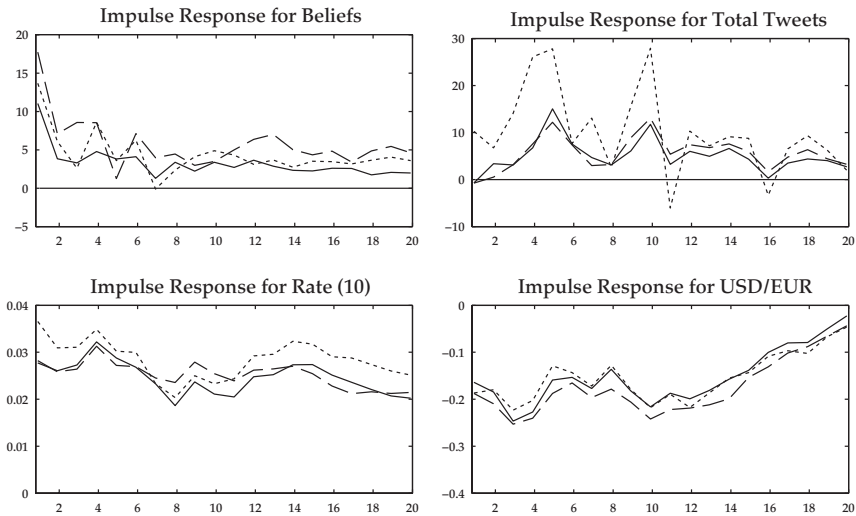 Impulse Response for Beliefs
20
15
10
5
0
−5
2 4 6 8 10 12 14 16 18 20
Impulse Response for Total Tweets
30
20
10
0
−10
2 4 6 8 10 12 14 16 18 20
Impulse Response for Rate (10)
0.04
0.03
0.02
0.01
0
2 4 6 8 10 12 14 16 18 20
Impulse Response for USD/EUR
0
−0.1
−0.2
−0.3
−0.4
2 4 6 8 10 12 14 16 18 20